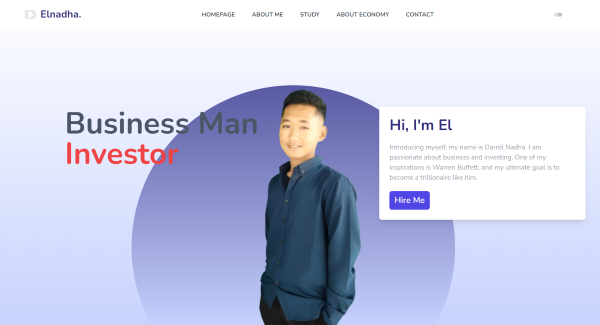 Elnadha.
HOMEPAGE ABOUT ME STUDY ABOUT ECONOMY CONTACT
Business Man
Investor
Hi, I'm El
Introducing myself, my name is Darrel Nadha, I am
passionate about business and investing. One of my
inspirations is Warren Buffett, and my ultimate goal is to
become a trillionaire like him.
Hire Me